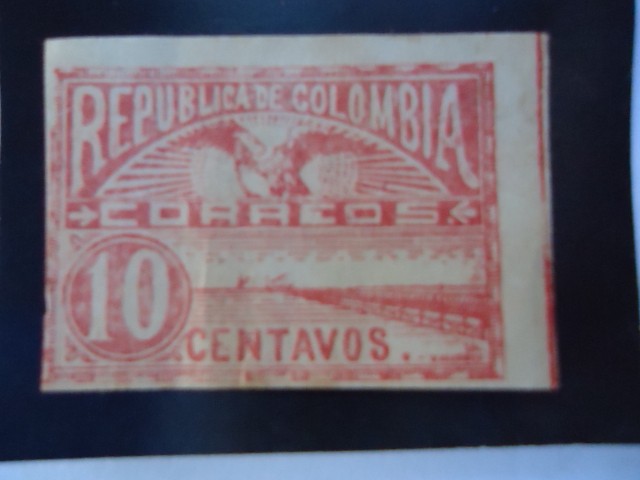 REPUBLICA DE COLOMBIA
CORREOS
10
CENTAVOS.